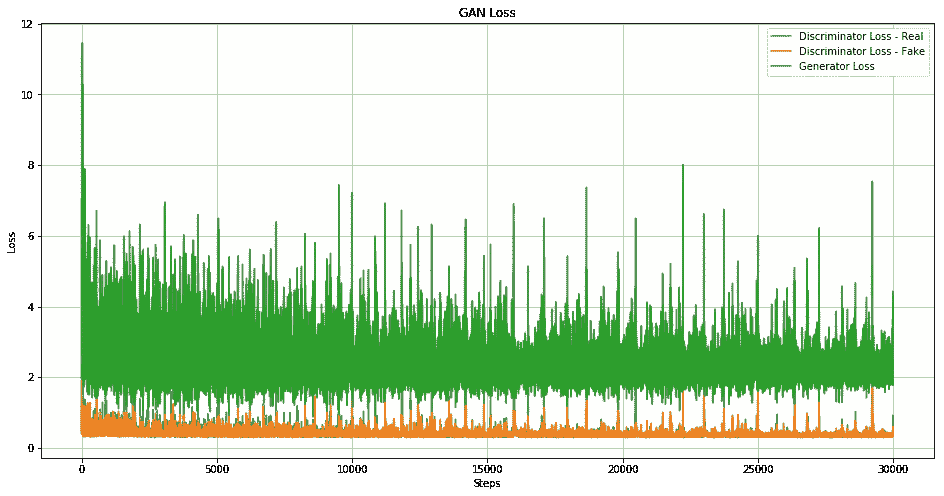 GAN Loss
Discriminator Loss - Real
Discriminator Loss - Fake
Generator Loss
12
10
8
6
4
2
0
Loss
0 5000 10000 15000 20000 25000 30000
Steps